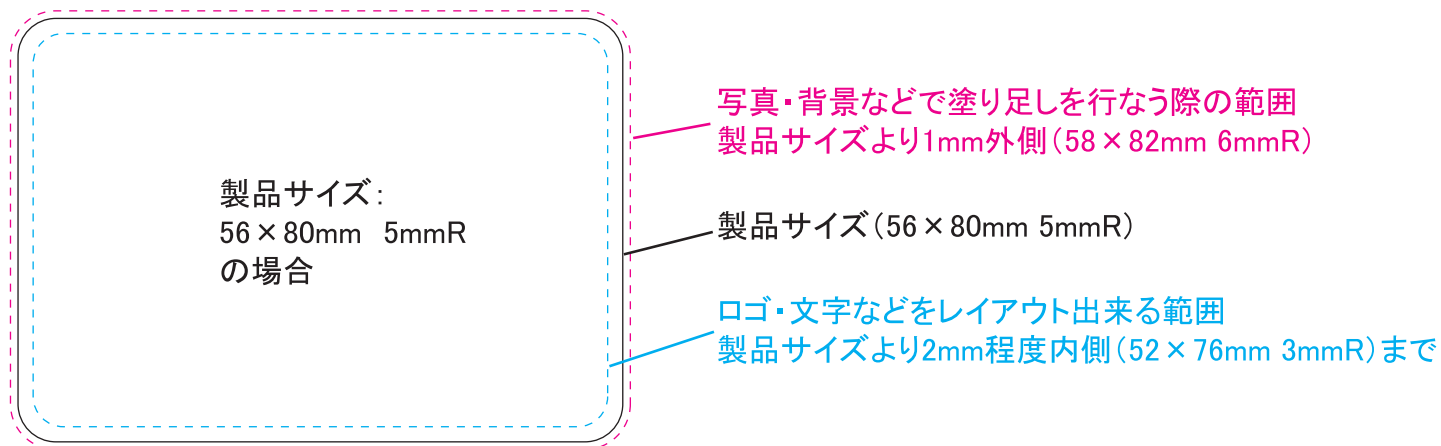 写真・背景などで塗り足しを行なう際の範囲
製品サイズより1mm外側（58×82mm 6mmR）
製品サイズ：
56×80mm　5mmR
の場合
製品サイズ（56×80mm 5mmR）
ロゴ・文字などをレイアウト出来る範囲
製品サイズより2mm程度内側（52×76mm 3mmR）まで